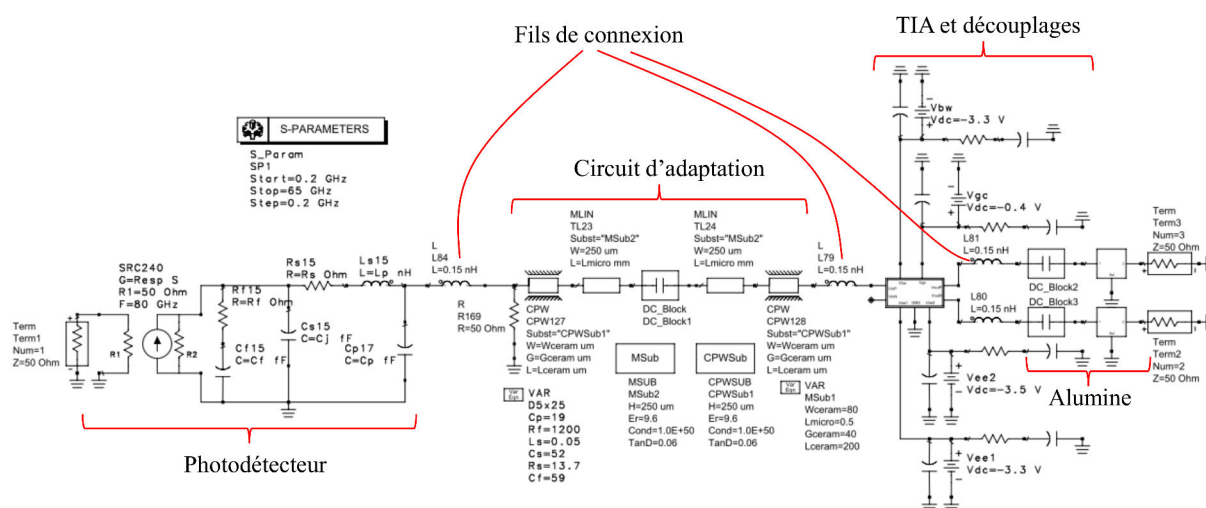 TIA et découplages
Fils de connexion
S-PARAMETERS
S_Param
SP1
Start=0.2 GHz
Stop=65 GHz
Step=0.2 GHz
Circuit d'adaptation
Vbw
Vdc=-3.3 V
Vgc
Vdc=-0.4 V
SRC240
G=Resp S
R1=50 Ohm
F=80 GHz
Term
Term1
Num=1
Z=50 Ohm
R1
R2
Rf15
R=Rf Ohm
Cf15
C=Cf fF
Rs15
R=Rs Ohm
Cs15
C=Cj fF
Ls15
L=Lp nH
Cp17
C=Cp fF
L
L84
L=0.15 nH
R
R169
R=50 Ohm
CPW
CPW127
Subst="CPWSub1"
W=Wceram um
G=Gceram um
L=Lceram um
MLIN
TL23
Subst="MSub2"
W=250 um
L=Lmicro mm
DC_Block
DC_Block1
MLIN
TL24
Subst="MSub2"
W=250 um
L=Lmicro mm
CPW
CPW128
Subst="CPWSub1"
W=Wceram um
G=Gceram um
L=Lceram um
L
L79
L=0.15 nH
L81
L=0.15 nH
L80
L=0.15 nH
DC_Block2
DC_Block3
Term
Term3
Num=3
Z=50 Ohm
Term
Term2
Num=2
Z=50 Ohm
Var
Eqn
VAR
D5x25
Cp=19
Rf=1200
Ls=0.05
Cs=52
Rs=13.7
Cf=59
MSub
MSUB
MSub2
H=250 um
Er=9.6
Cond=1.0E+50
TanD=0.06
CPWSub
CPWSUB
CPWSub1
H=250 um
Er=9.6
Cond=1.0E+50
TanD=0.06
Var
Eqn
VAR
MSub1
Wceram=80
Lmicro=0.5
Gceram=40
Lceram=200
Vee2
Vdc=-3.5 V
Vee1
Vdc=-3.3 V
Alumine
Photodétecteur